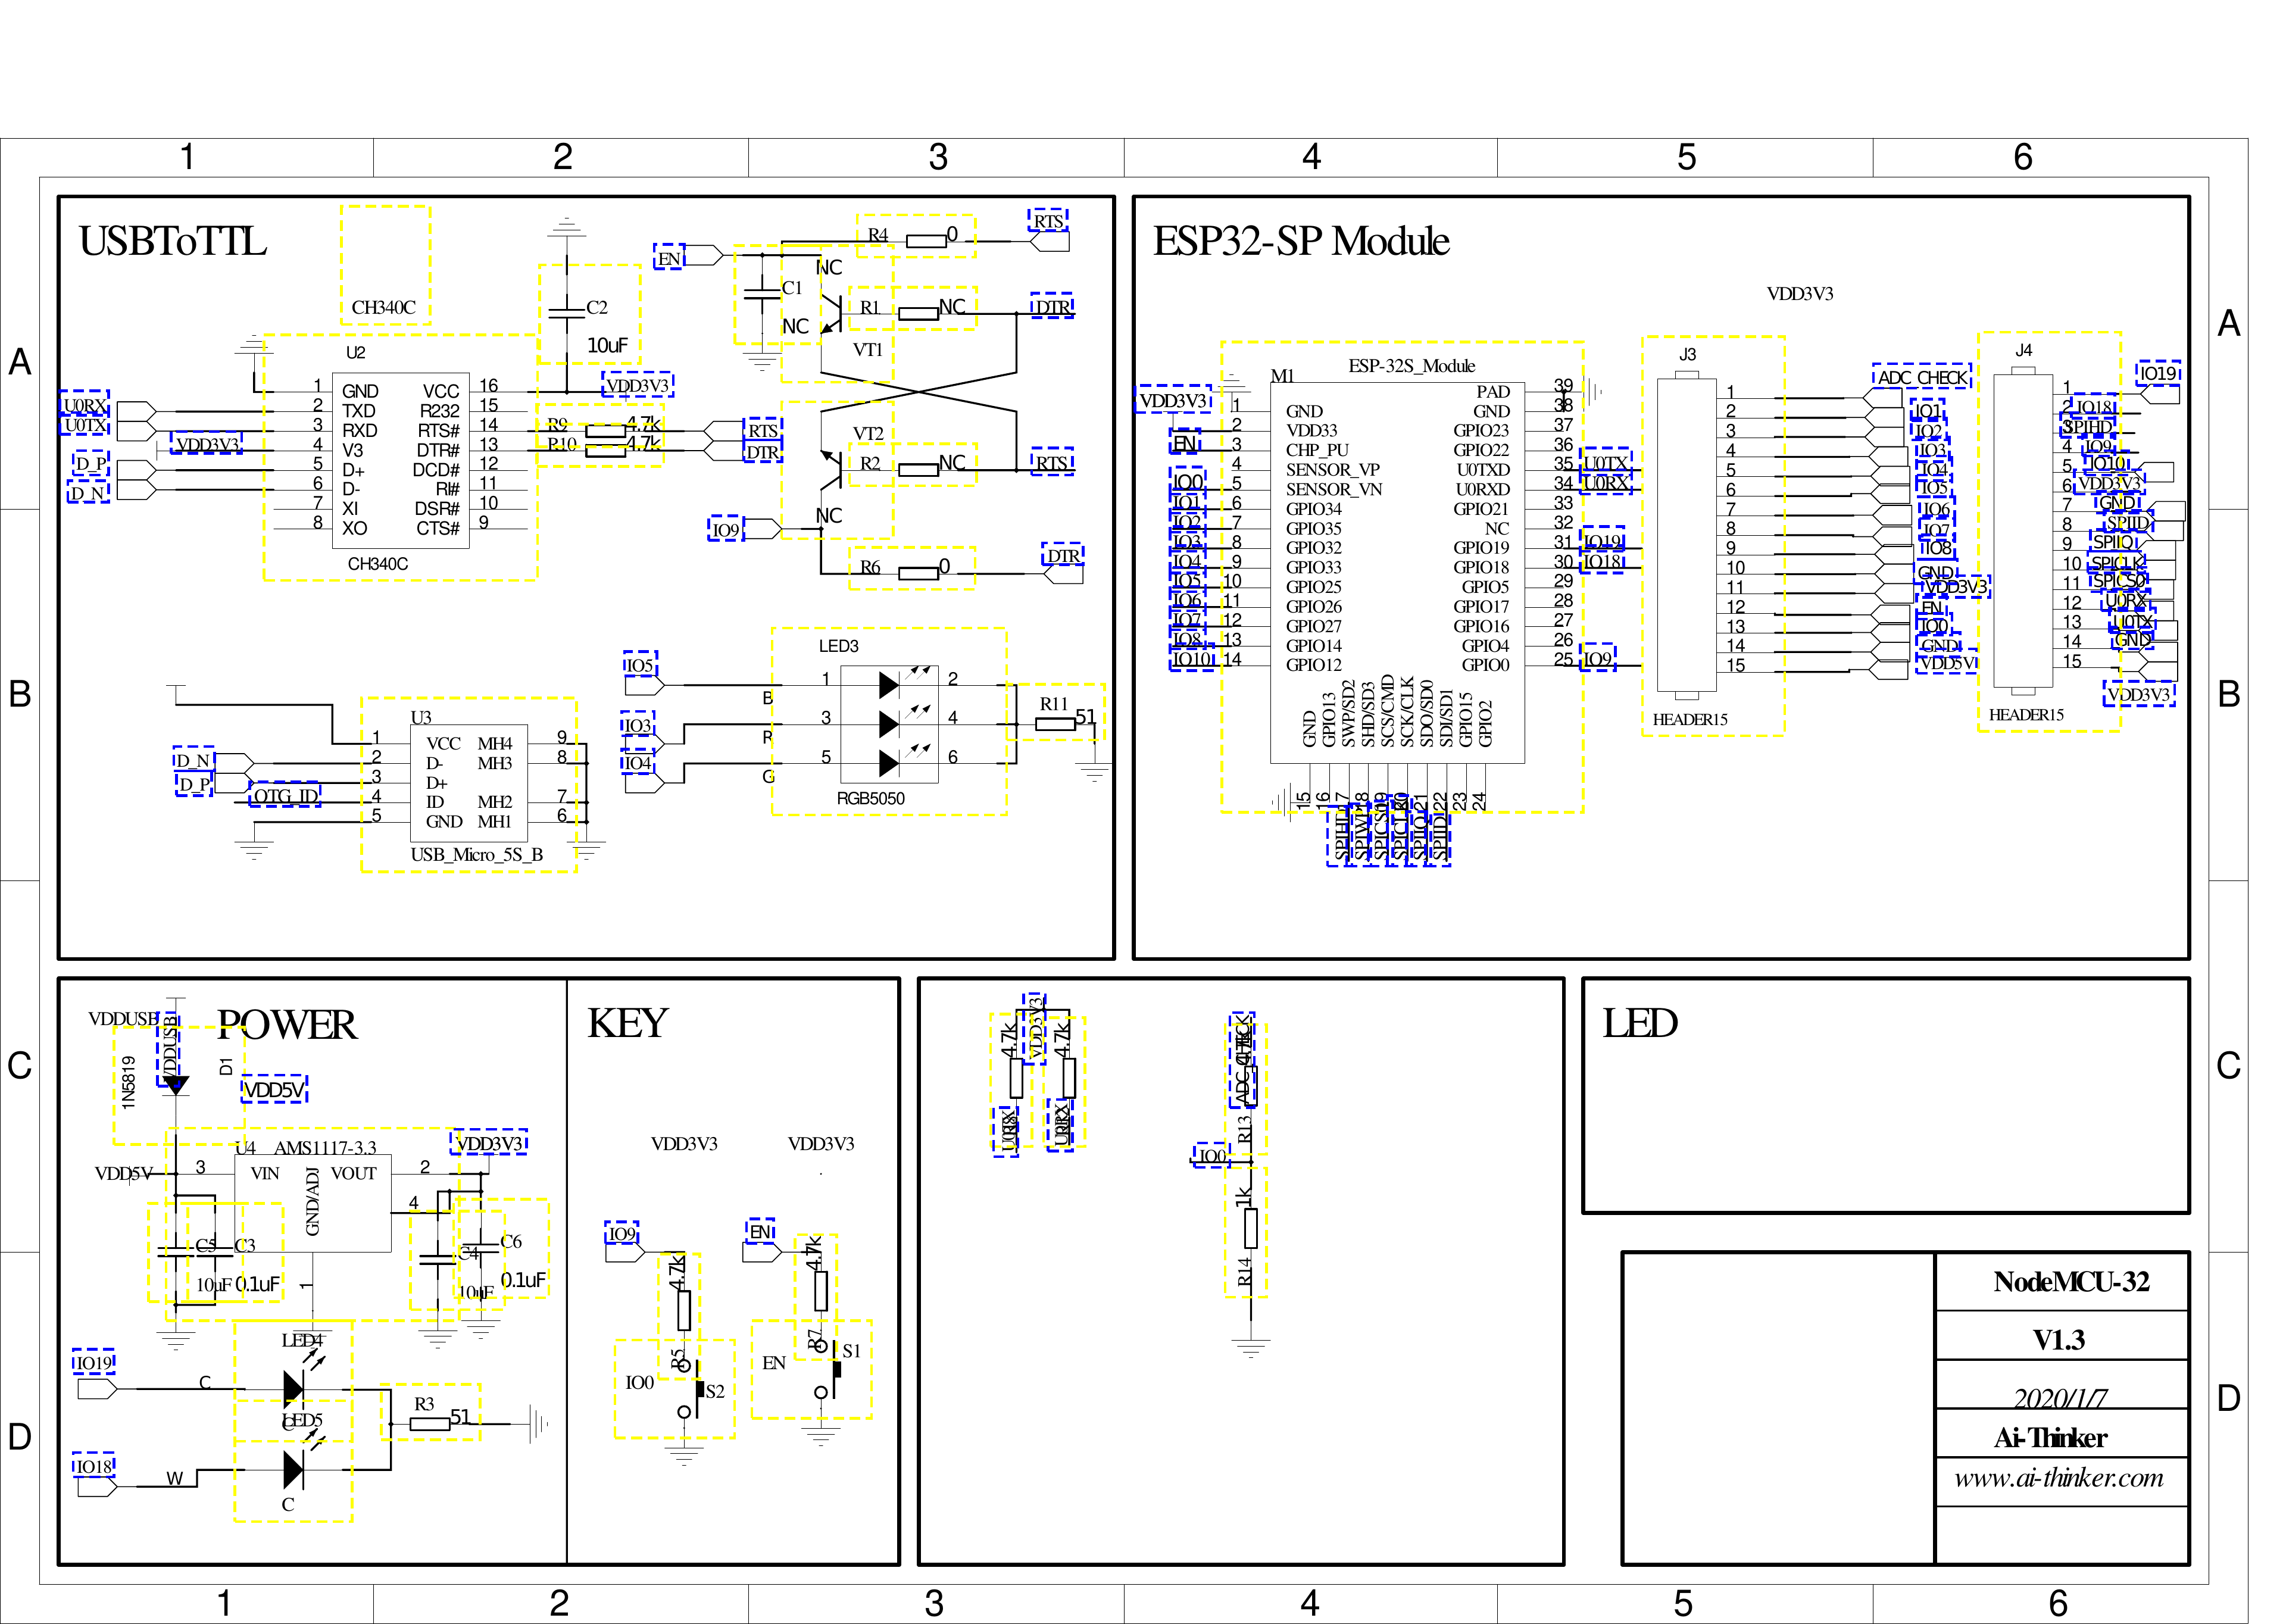 1 2 3 4 5 6
USBToTTL
CH340C
U2
1 GND VCC 16
2 TXD R232 15
3 RXD RTS# 14
4 V3 DTR# 13
5 D+ DCD# 12
6 D- RI# 11
7 XI DSR# 10
8 XO CTS# 9
CH340C
U0RX
U0TX
VDD3V3
D_P
D_N
C2
10uF
VDD3V3
R9 4.7k
R10 4.7k
RTS
DTR
EN
C1
NC
NC
R4 0
RTS
R1 NC
DTR
VT1
VT2
R2 NC
RTS
NC
IO9
R6 0
DTR
LED3
IO5
IO3
IO4
B
R
G
1 2
3 4
5 6
RGB5050
R11 51
U3
1 VCC MH4 9
2 D- MH3 8
3 D+
4 ID MH2 7
5 GND MH1 6
USB_Micro_5S_B
D_N
D_P
OTG_ID
ESP32-SP Module
VDD3V3
M1 ESP-32S_Module
VDD3V3
EN
IO0
IO1
IO2
IO3
IO4
IO5
IO6
IO7
IO8
IO10
PAD 39
1 GND GND 38
2 VDD33 GPIO23 37
3 CHP_PU GPIO22 36
4 SENSOR_VP U0TXD 35
5 SENSOR_VN U0RXD 34
6 GPIO34 GPIO21 33
7 GPIO35 NC 32
8 GPIO32 GPIO19 31
9 GPIO33 GPIO18 30
10 GPIO25 GPIO5 29
11 GPIO26 GPIO17 28
12 GPIO27 GPIO16 27
13 GPIO14 GPIO4 26
14 GPIO12 GPIO0 25
U0TX
U0RX
IO19
IO18
IO9
GND
GPIO13
SWP/SD2
SHD/SD3
SCS/CMD
SCK/CLK
SDO/SD0
SDI/SD1
GPIO15
GPIO2
15 16 17 18 19 20 21 22 23 24
SPIHD
SPIWP
SPICS0
SPICLK
SPIIQ
SPIID
J3
1 ADC CHECK
2 IO1
3 IO2
4 IO3
5 IO4
6 IO5
7 IO6
8 IO7
9 IO8
10 GND
11 VDD3V3
12 EN
13 IO0
14 GND
15 VDD5V
HEADER15
J4
1 IO19
2 IO18
3 SPIHD
4 IO9
5 IO10
6 VDD3V3
7 GND
8 SPIID
9 SPIIQ
10 SPICLK
11 SPICS0
12 U0RX
13 U0TX
14 GND
15 VDD3V3
HEADER15
A A
B B
C C
D D
POWER
VDDUSB
VDDUSB
1N5819
D1
VDD5V
U4 AMS1117-3.3
VDD5V
3 VIN VOUT 2
GND/ADJ
4
1
VDD3V3
C5 C3
10uF 0.1uF
C4 C6
10uF 0.1uF
IO19
C
LED4
C
LED5
R3 51
IO18
W
C
KEY
VDD3V3 VDD3V3
IO9
EN
4.7k
4.7k
R5
R7
IO0
S2
EN
S1
VDD3V3
4.7k 4.7k
U0RX
ADC CHECK
R13
IO0
1k
R14
LED
NodeMCU-32
V1.3
2020/1/7
Ai-Thinker
www.ai-thinker.com
1 2 3 4 5 6